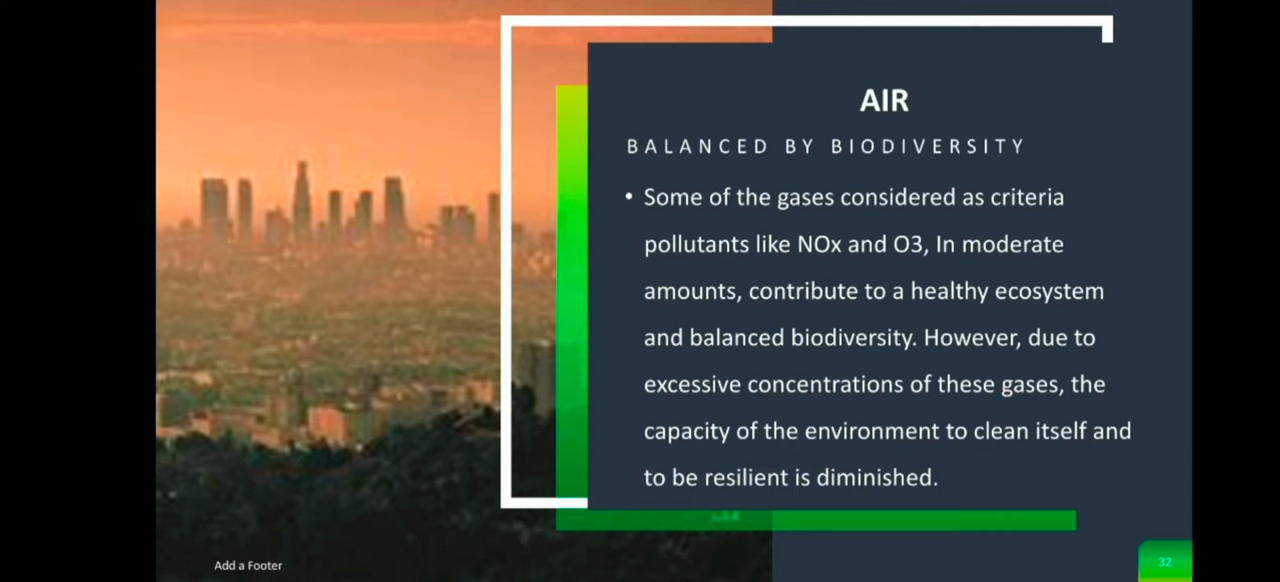 AIR
BALANCED BY BIODIVERSITY
• Some of the gases considered as criteria
pollutants like NOx and O3, In moderate
amounts, contribute to a healthy ecosystem
and balanced biodiversity. However, due to
excessive concentrations of these gases, the
capacity of the environment to clean itself and
to be resilient is diminished.
Add a Footer
32